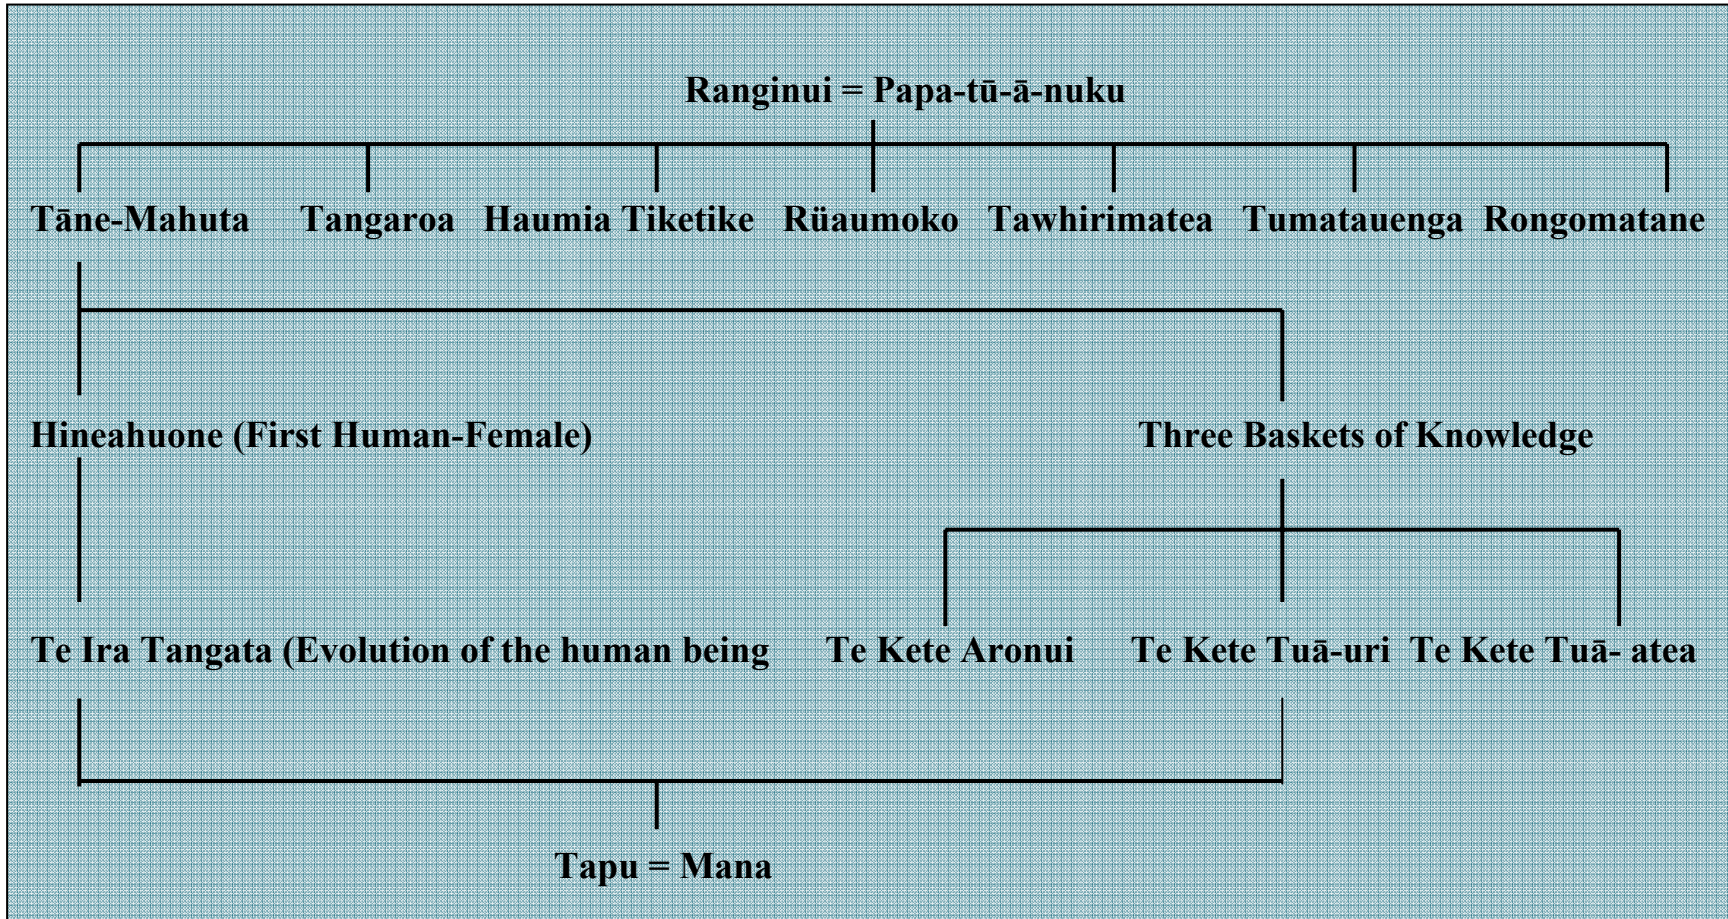 Ranginui = Papa-tū-ā-nuku
Tāne-Mahuta Tangaroa Haumia Tiketike Rüaumoko Tawhirimatea Tumatauenga Rongomatane
Hineahuone (First Human-Female) Three Baskets of Knowledge
Te Ira Tangata (Evolution of the human being Te Kete Aronui Te Kete Tuā-uri Te Kete Tuā- atea
Tapu = Mana